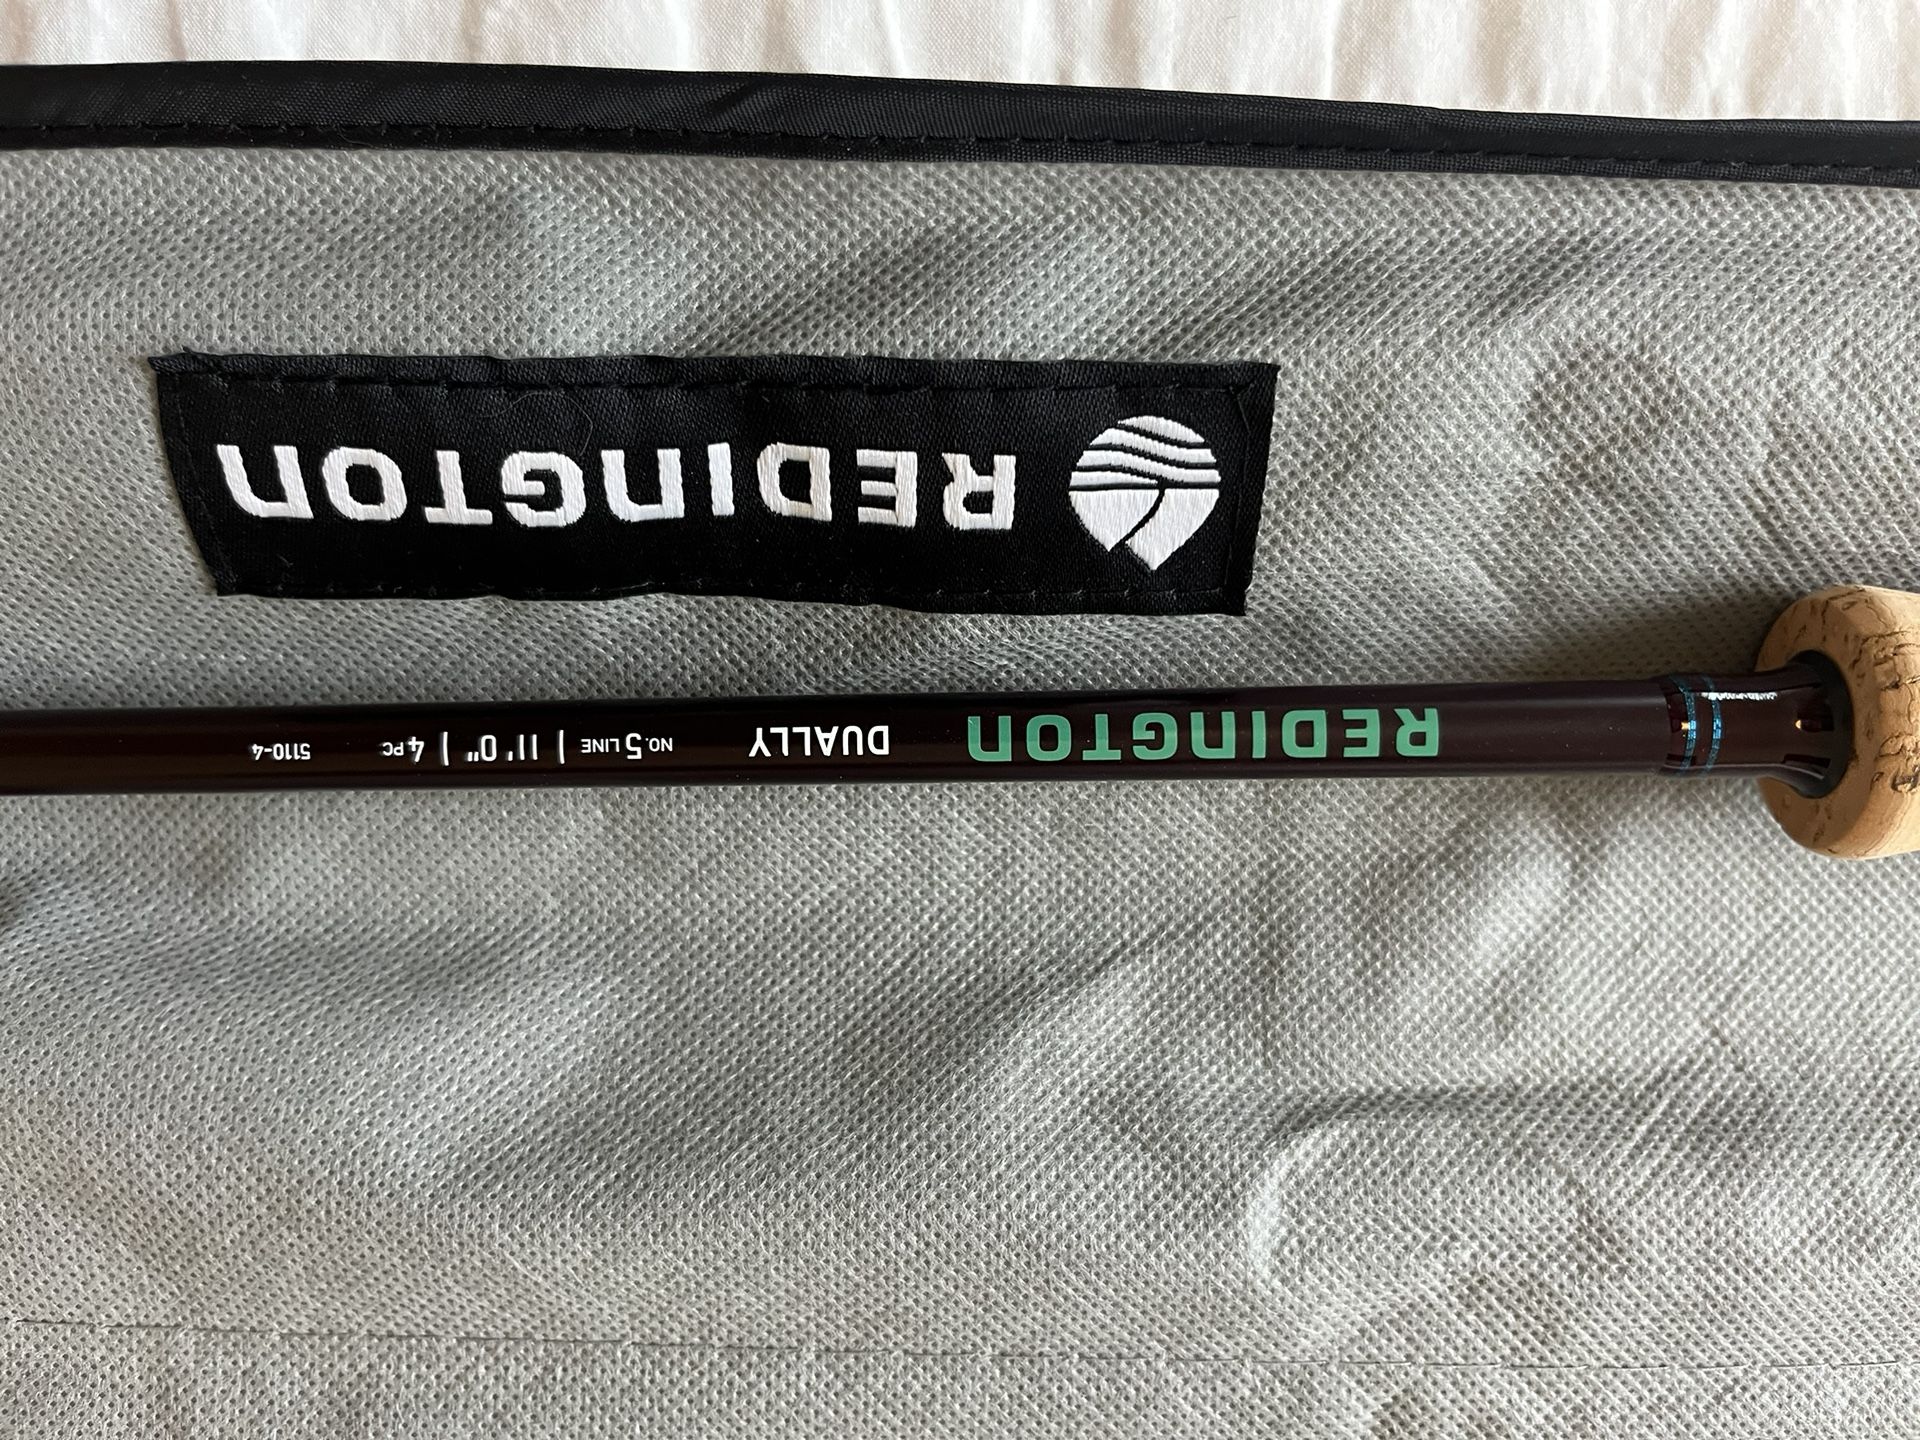 REDINGTON
REDINGTON DUALLY NO. 5 LINE | 11' 0" | 4 PC 5110-4